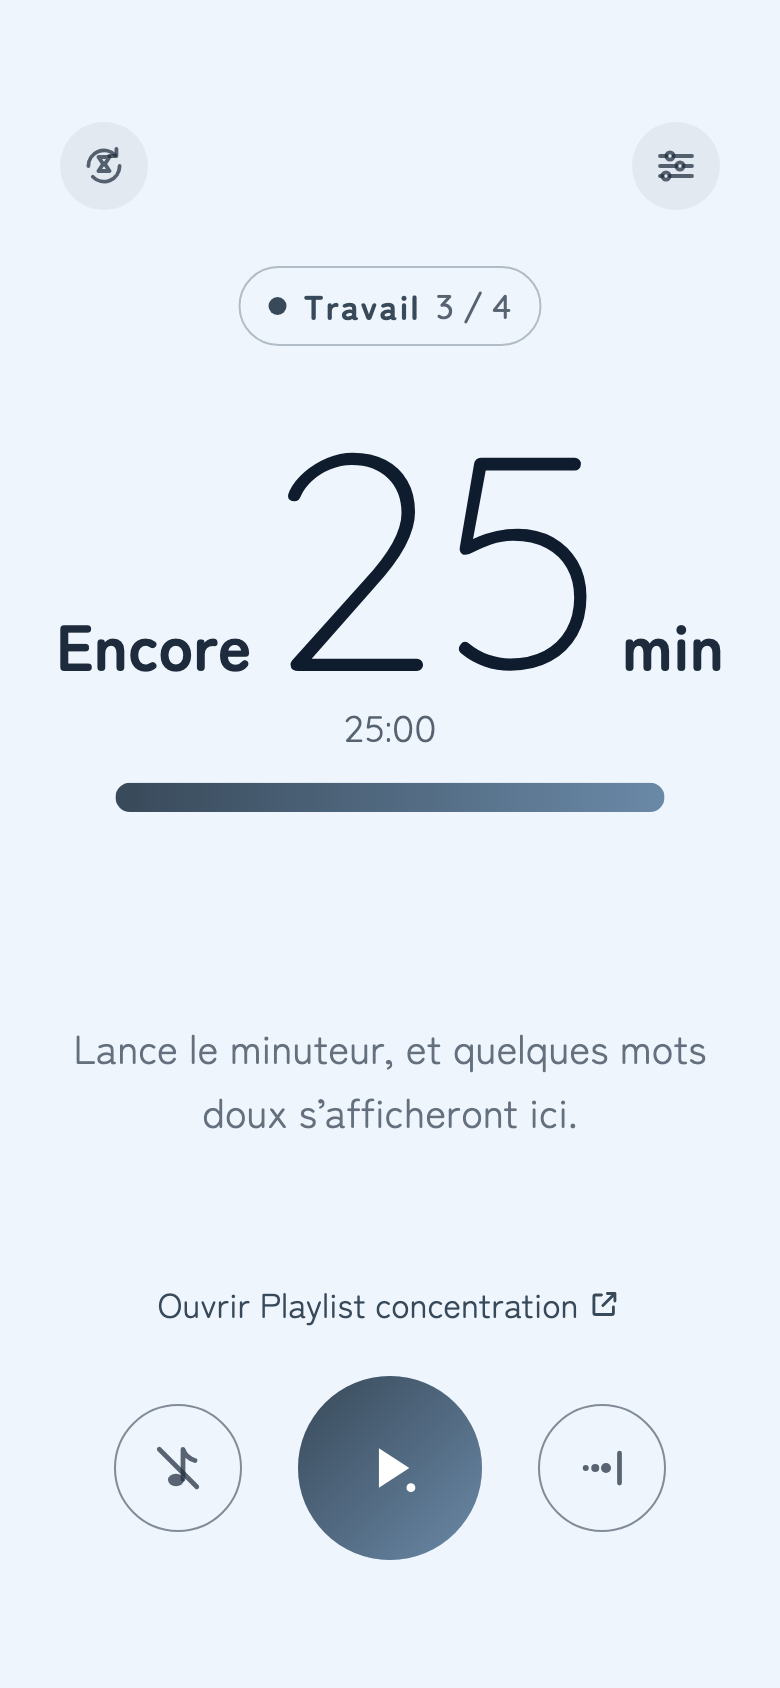 Travail 3 / 4
Encore 25 min
25:00
Lance le minuteur, et quelques mots
doux s’afficheront ici.
Ouvrir Playlist concentration